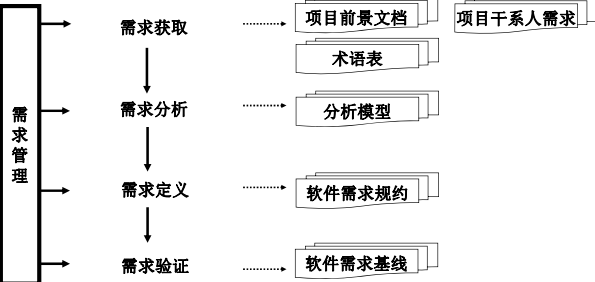 需求管理
需求获取
项目前景文档
项目干系人需求
术语表
需求分析
分析模型
需求定义
软件需求规约
需求验证
软件需求基线